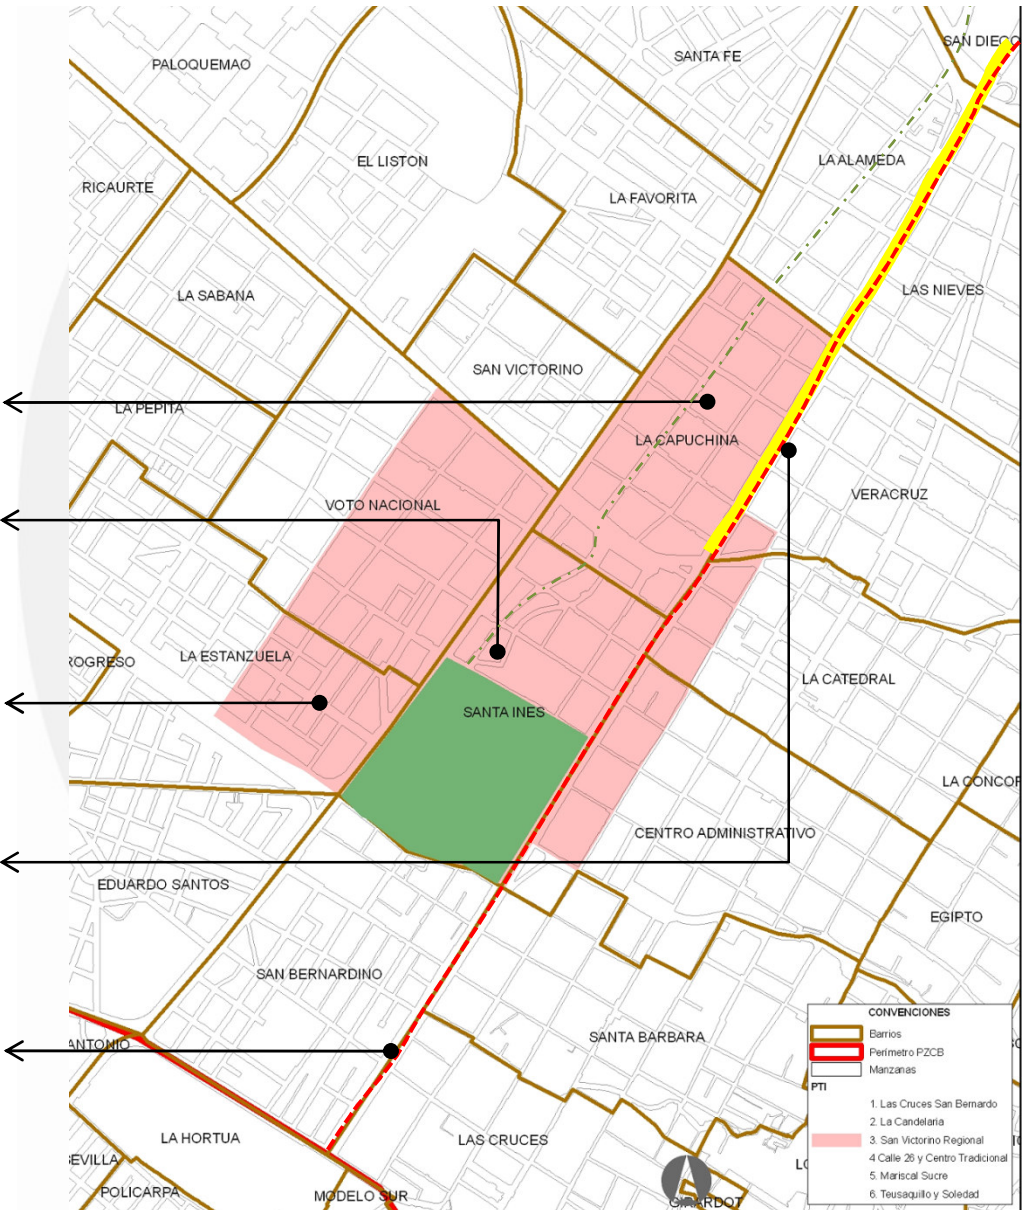 SAN DIEGO
SANTA FE
PALOQUEMAO
EL LISTON
LA ALAMEDA
RICAURTE
LA FAVORITA
LAS NIEVES
LA SABANA
SAN VICTORINO
LA PEPITA
LA CAPUCHINA
VERACRUZ
VOTO NACIONAL
LA ESTANZUELA
ROGRESO
LA CATEDRAL
SANTA INES
LA CONCOR
CENTRO ADMINISTRATIVO
EDUARDO SANTOS
EGIPTO
SAN BERNARDINO
SANTA BARBARA
ANTONIO
LA HORTUA
LAS CRUCES
SEVILLA
POLICARPA
MODELO SUR
GIRARDOT
LO
CONVENCIONES
Barrios
Perímetro PZCB
Manzanas
PTI
1. Las Cruces San Bernardo
2. La Candelaria
3. San Victorino Regional
4 Calle 26 y Centro Tradicional
5. Mariscal Sucre
6. Teusaquillo y Soledad